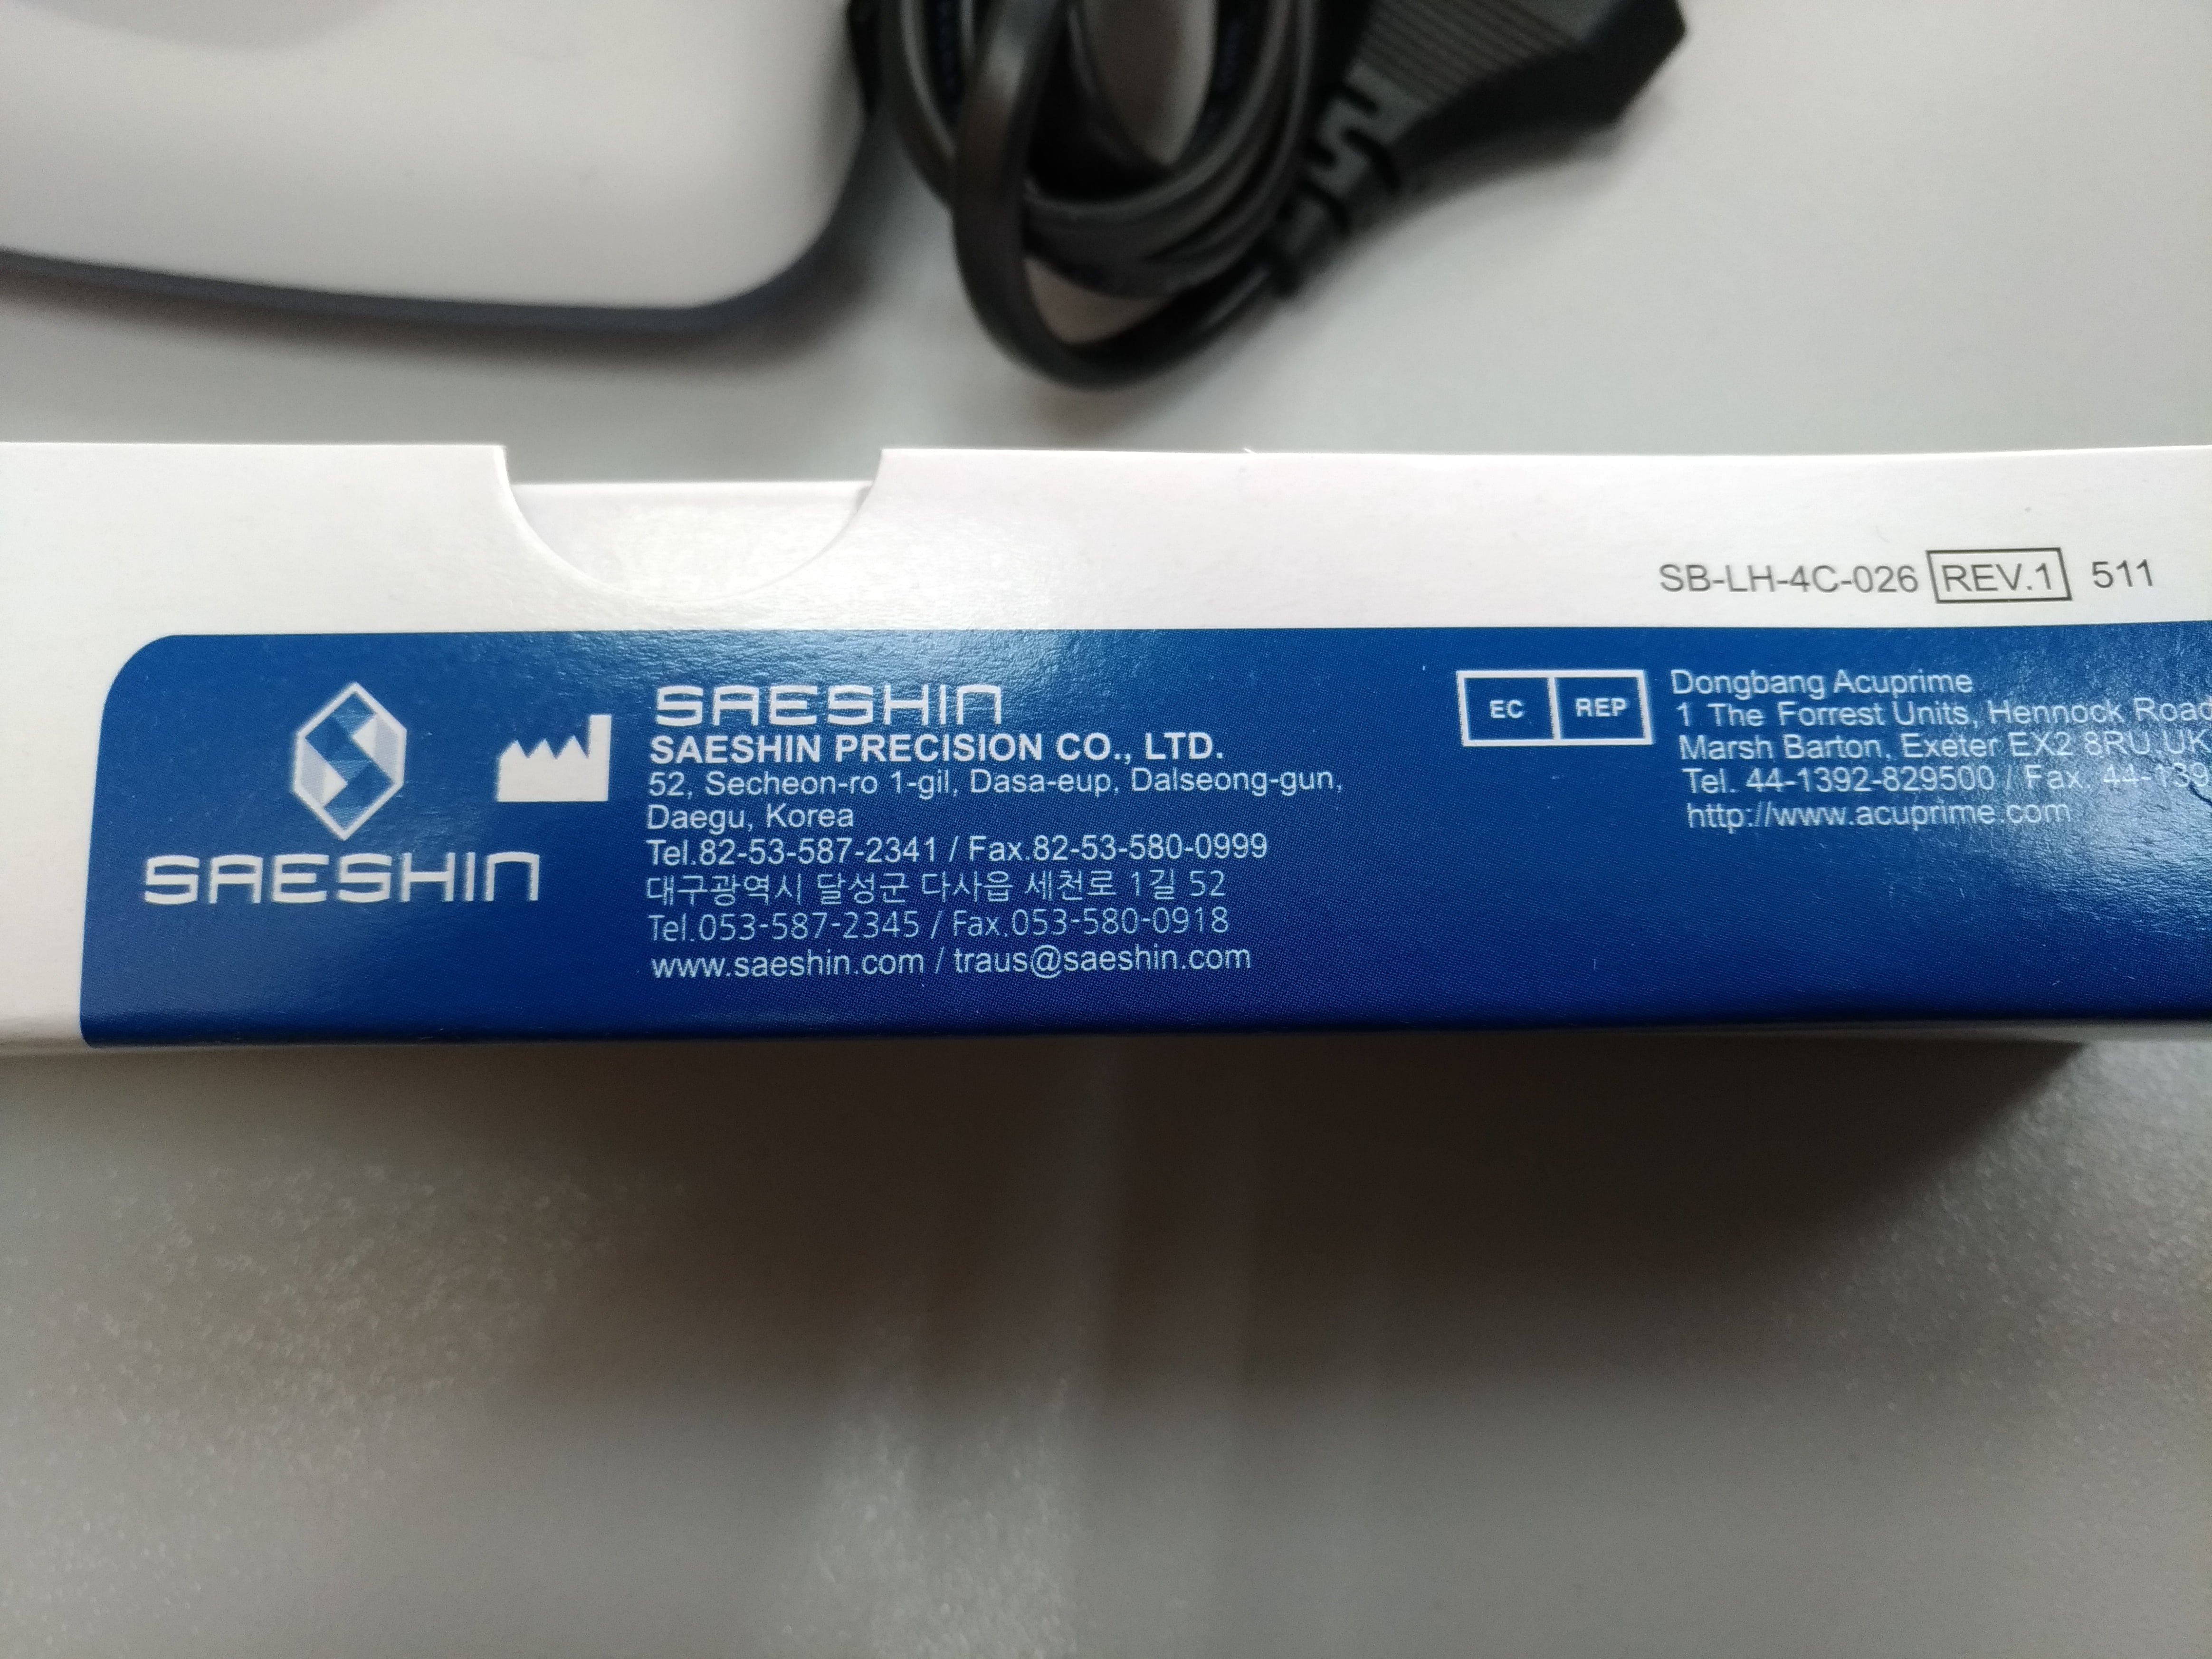 SB-LH-4C-026 REV.1 511
SAESHIN
SAESHIN
SAESHIN PRECISION CO., LTD.
52, Secheon-ro 1-gil, Dasa-eup, Dalseong-gun,
Daegu, Korea
Tel.82-53-587-2341 / Fax.82-53-580-0999
대구광역시 달성군 다사읍 세천로 1길 52
Tel.053-587-2345 / Fax.053-580-0918
www.saeshin.com / traus@saeshin.com
EC REP
Dongbang Acuprime
1 The Forrest Units, Hennock Road
Marsh Barton, Exeter EX2 8RU UK
Tel. 44-1392-829500 / Fax. 44-139
http://www.acuprime.com